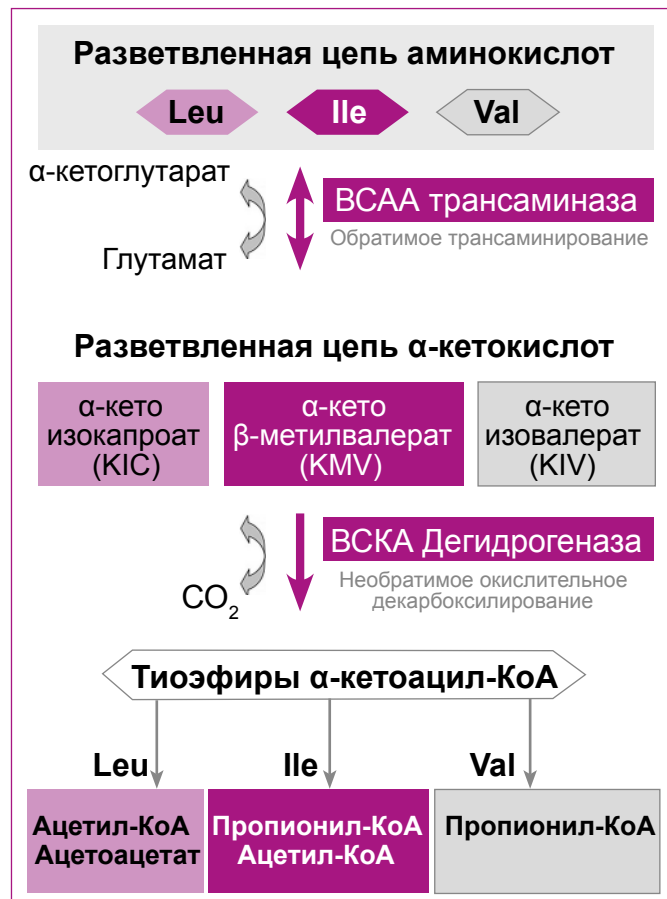 Разветвленная цепь аминокислот
Leu Ile Val
α-кетоглутарат
BCAA трансаминаза
Обратимое трансаминирование
Глутамат
Разветвленная цепь α-кетокислот
α-кето
изокапроат
(KIC)
α-кето
β-метилвалерат
(KMV)
α-кето
изовалерат
(KIV)
ВСКА Дегидрогеназа
Необратимое окислительное
декарбоксилирование
CO₂
Тиоэфиры α-кетоацил-КоА
Leu Ile Val
Ацетил-КоА
Ацетоацетат
Пропионил-КоА
Ацетил-КоА
Пропионил-КоА